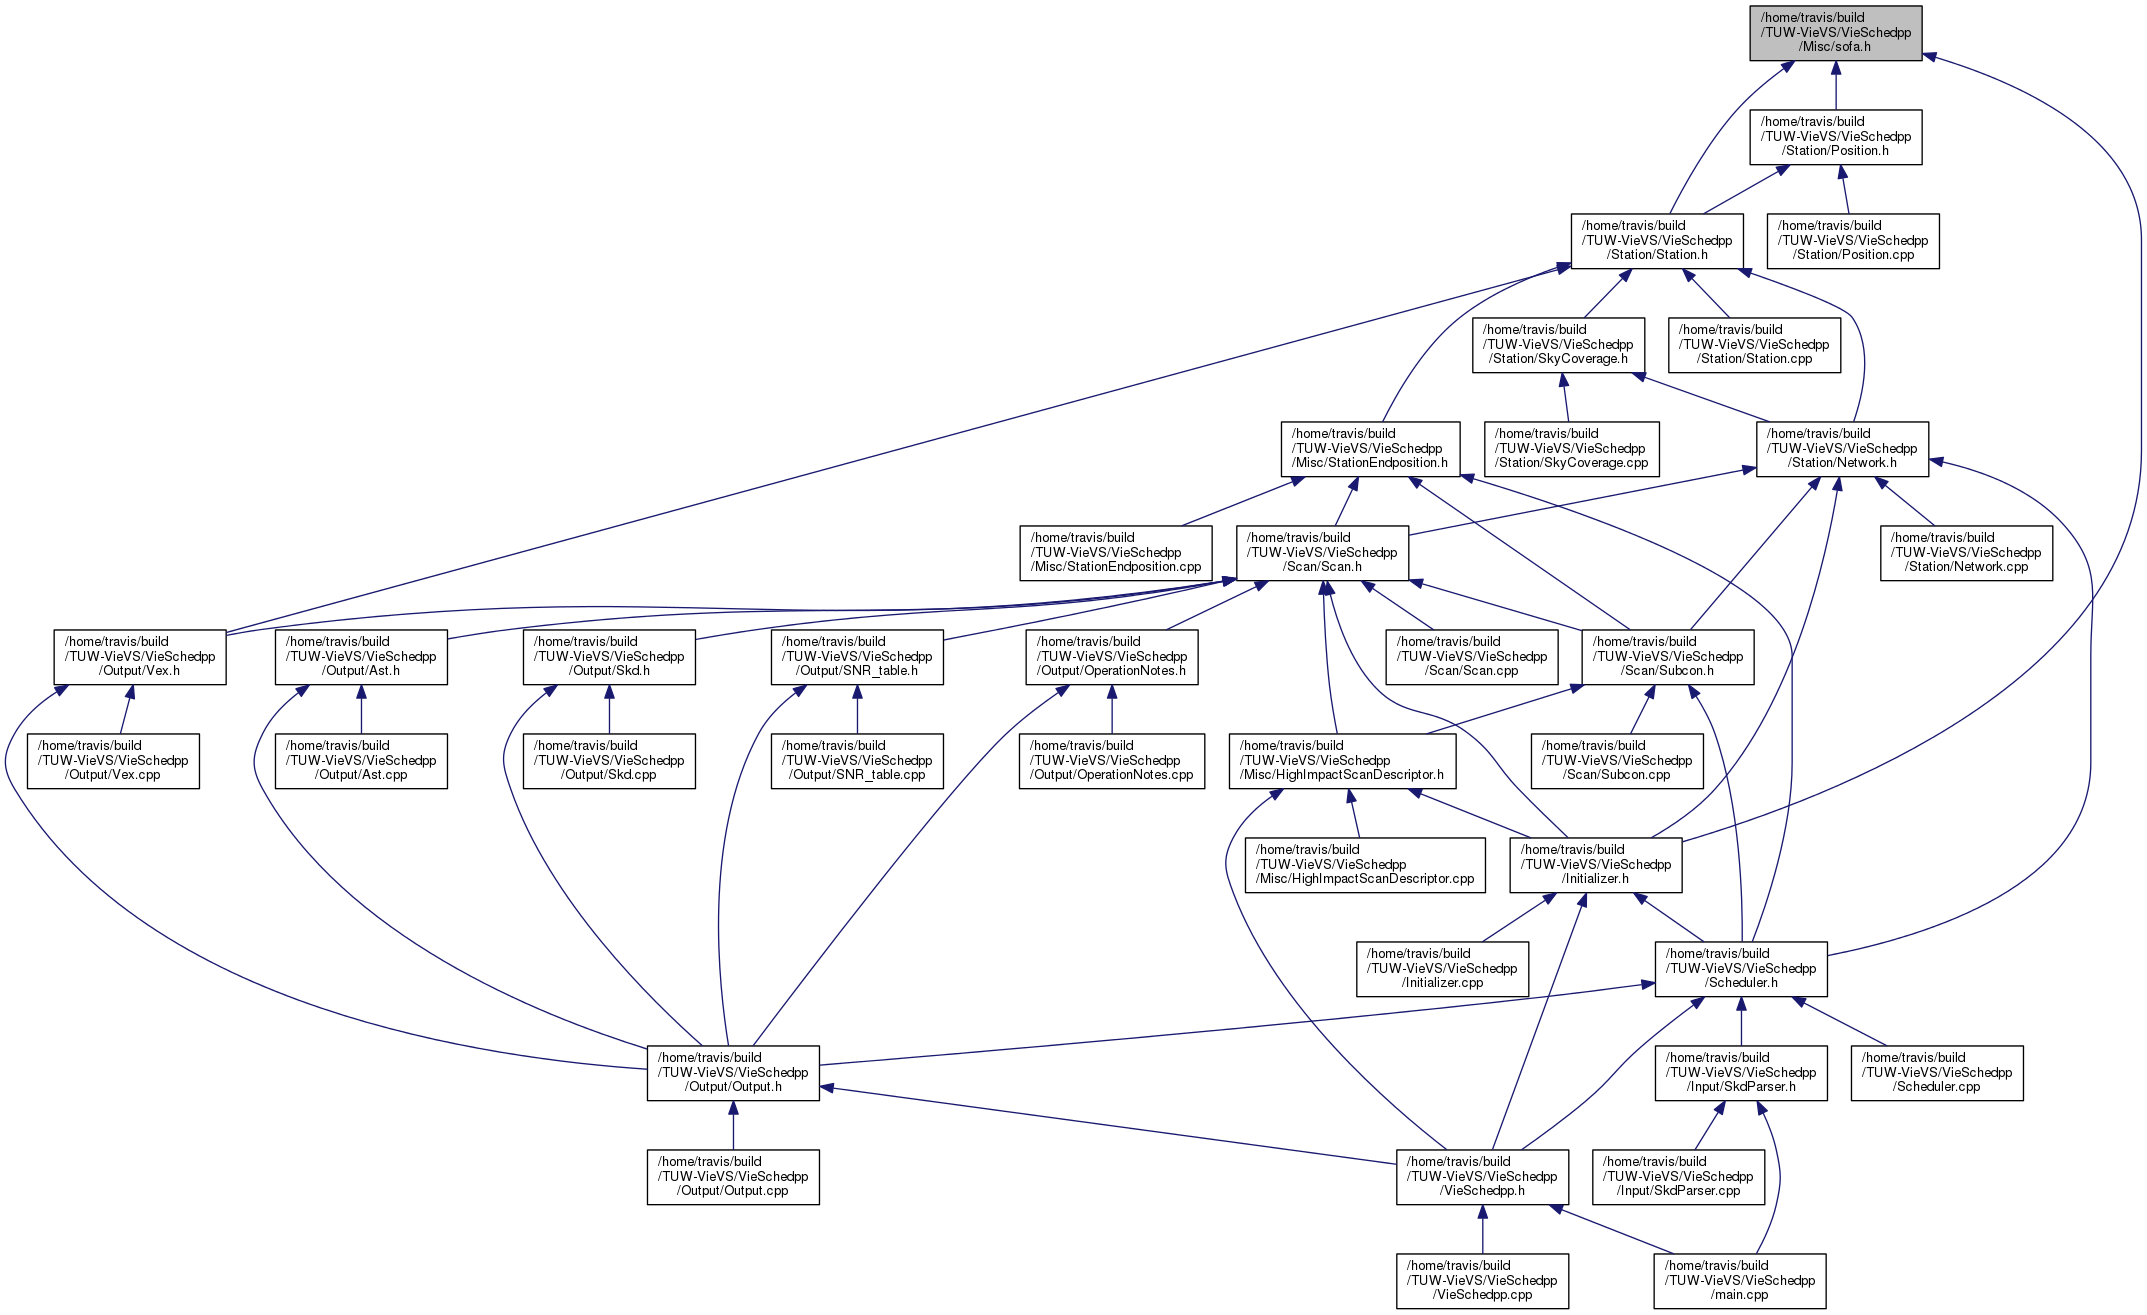 /home/travis/build
/TUW-VieVS/VieSchedpp
/Misc/sofa.h
/home/travis/build
/TUW-VieVS/VieSchedpp
/Station/Position.h
/home/travis/build
/TUW-VieVS/VieSchedpp
/Station/Station.h
/home/travis/build
/TUW-VieVS/VieSchedpp
/Station/Position.cpp
/home/travis/build
/TUW-VieVS/VieSchedpp
/Station/SkyCoverage.h
/home/travis/build
/TUW-VieVS/VieSchedpp
/Station/Station.cpp
/home/travis/build
/TUW-VieVS/VieSchedpp
/Misc/StationEndposition.h
/home/travis/build
/TUW-VieVS/VieSchedpp
/Station/SkyCoverage.cpp
/home/travis/build
/TUW-VieVS/VieSchedpp
/Station/Network.h
/home/travis/build
/TUW-VieVS/VieSchedpp
/Misc/StationEndposition.cpp
/home/travis/build
/TUW-VieVS/VieSchedpp
/Scan/Scan.h
/home/travis/build
/TUW-VieVS/VieSchedpp
/Station/Network.cpp
/home/travis/build
/TUW-VieVS/VieSchedpp
/Output/Vex.h
/home/travis/build
/TUW-VieVS/VieSchedpp
/Output/Ast.h
/home/travis/build
/TUW-VieVS/VieSchedpp
/Output/Skd.h
/home/travis/build
/TUW-VieVS/VieSchedpp
/Output/SNR_table.h
/home/travis/build
/TUW-VieVS/VieSchedpp
/Output/OperationNotes.h
/home/travis/build
/TUW-VieVS/VieSchedpp
/Scan/Scan.cpp
/home/travis/build
/TUW-VieVS/VieSchedpp
/Scan/Subcon.h
/home/travis/build
/TUW-VieVS/VieSchedpp
/Output/Vex.cpp
/home/travis/build
/TUW-VieVS/VieSchedpp
/Output/Ast.cpp
/home/travis/build
/TUW-VieVS/VieSchedpp
/Output/Skd.cpp
/home/travis/build
/TUW-VieVS/VieSchedpp
/Output/SNR_table.cpp
/home/travis/build
/TUW-VieVS/VieSchedpp
/Output/OperationNotes.cpp
/home/travis/build
/TUW-VieVS/VieSchedpp
/Misc/HighImpactScanDescriptor.h
/home/travis/build
/TUW-VieVS/VieSchedpp
/Scan/Subcon.cpp
/home/travis/build
/TUW-VieVS/VieSchedpp
/Misc/HighImpactScanDescriptor.cpp
/home/travis/build
/TUW-VieVS/VieSchedpp
/Initializer.h
/home/travis/build
/TUW-VieVS/VieSchedpp
/Initializer.cpp
/home/travis/build
/TUW-VieVS/VieSchedpp
/Scheduler.h
/home/travis/build
/TUW-VieVS/VieSchedpp
/Output/Output.h
/home/travis/build
/TUW-VieVS/VieSchedpp
/Input/SkdParser.h
/home/travis/build
/TUW-VieVS/VieSchedpp
/Scheduler.cpp
/home/travis/build
/TUW-VieVS/VieSchedpp
/Output/Output.cpp
/home/travis/build
/TUW-VieVS/VieSchedpp
/VieSchedpp.h
/home/travis/build
/TUW-VieVS/VieSchedpp
/Input/SkdParser.cpp
/home/travis/build
/TUW-VieVS/VieSchedpp
/VieSchedpp.cpp
/home/travis/build
/TUW-VieVS/VieSchedpp
/main.cpp